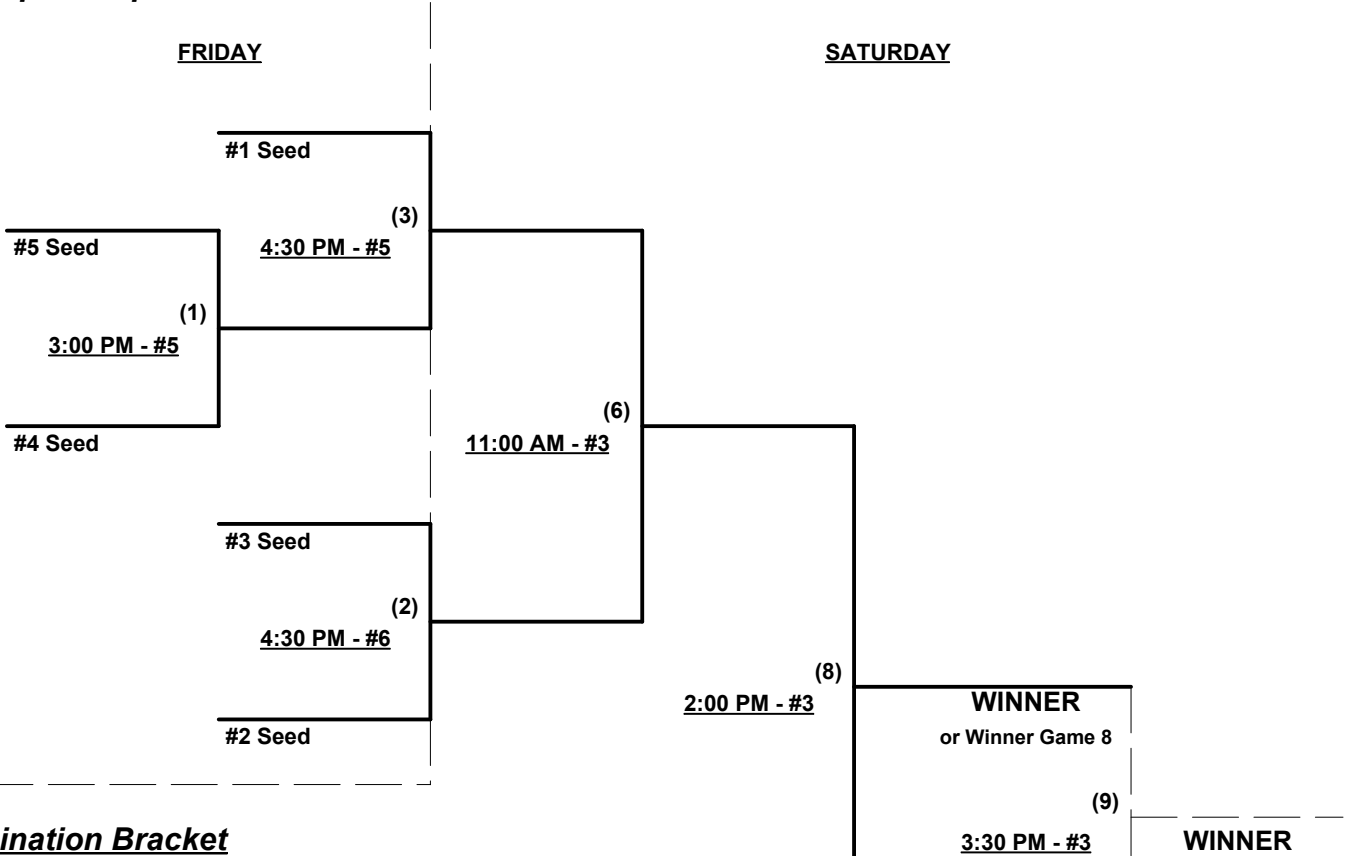 FRIDAY
SATURDAY
#1 Seed
(3)
#5 Seed
4:30 PM - #5
(1)
3:00 PM - #5
(6)
#4 Seed
11:00 AM - #3
#3 Seed
(2)
4:30 PM - #6
(8)
2:00 PM - #3
WINNER
#2 Seed
or Winner Game 8
(9)
ination Bracket
3:30 PM - #3
WINNER